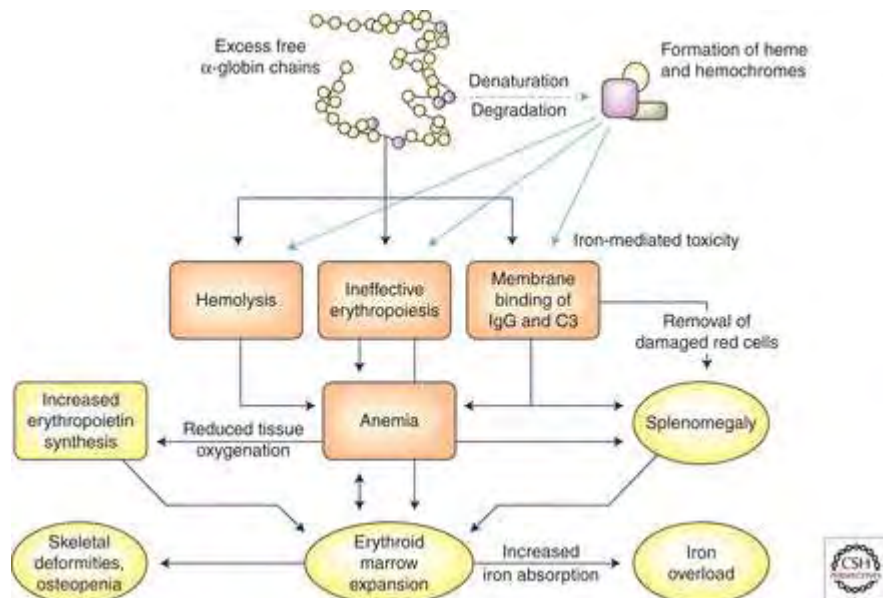 Excess free
α-globin chains
Denaturation
Degradation
Formation of heme
and hemochromes
Iron-mediated toxicity
Hemolysis
Ineffective
erythropoiesis
Membrane
binding of
IgG and C3
Removal of
damaged red cells
Increased
erythropoietin
synthesis
Reduced tissue
oxygenation
Anemia
Splenomegaly
Skeletal
deformities,
osteopenia
Erythroid
marrow
expansion
Increased
iron absorption
Iron
overload
CSH
PERSPECTIVES